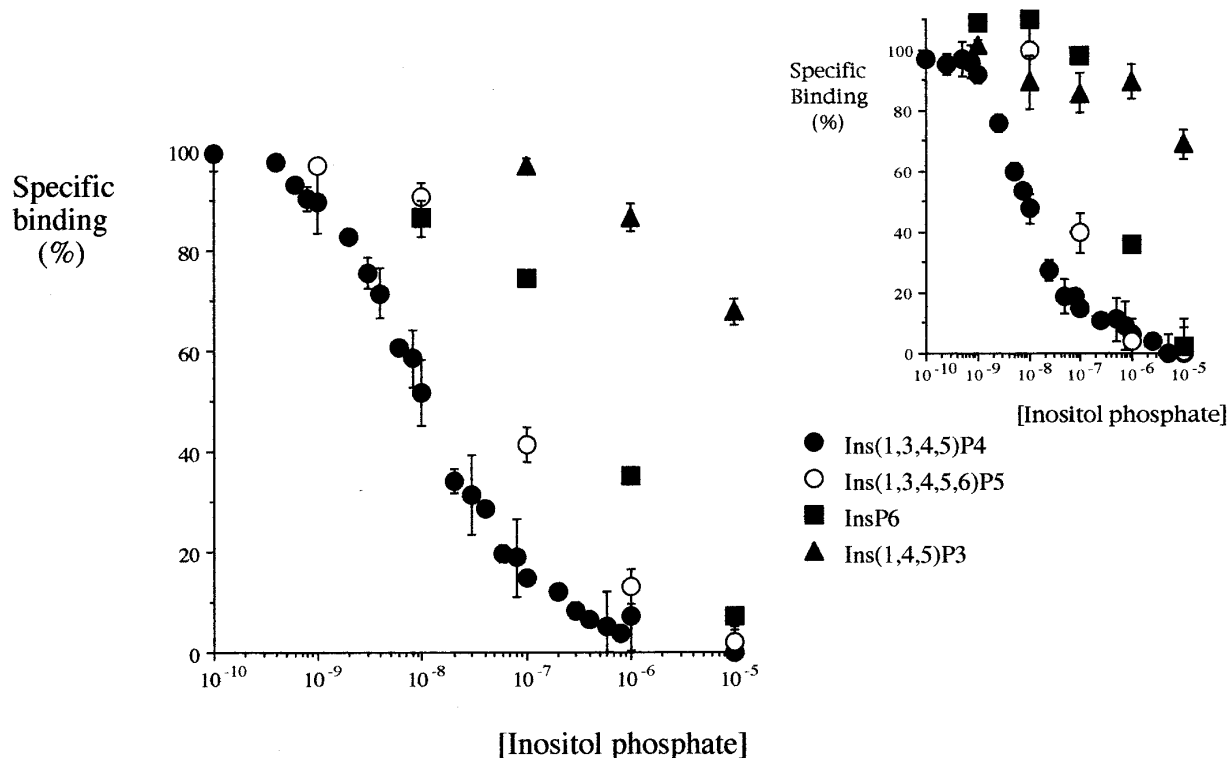 Specific
binding
(%)
100
80
60
40
20
0
10-10
10-9
10-8
10-7
10-6
10-5
[Inositol phosphate]
Specific
Binding
(%)
100
80
60
40
20
0
10-10
10-9
10-8
10-7
10-6
10-5
[Inositol phosphate]
Ins(1,3,4,5)P4
Ins(1,3,4,5,6)P5
InsP6
Ins(1,4,5)P3